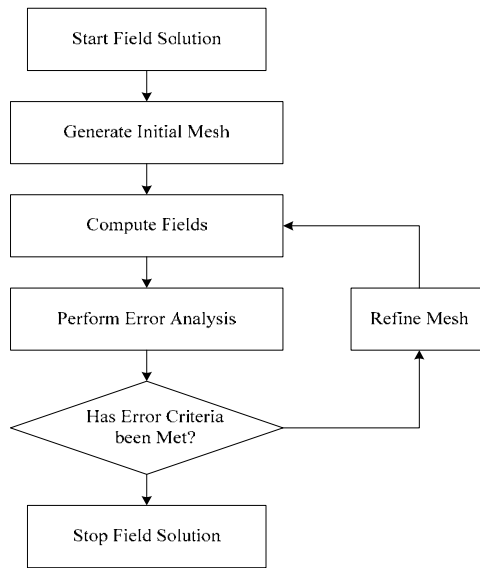 Start Field Solution
Generate Initial Mesh
Compute Fields
Perform Error Analysis
Refine Mesh
Has Error Criteria
been Met?
Stop Field Solution